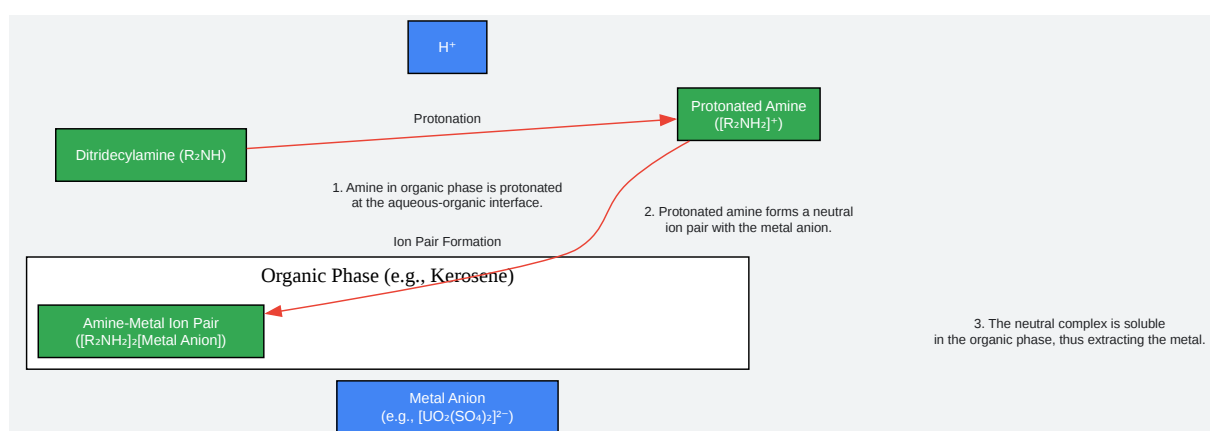 H⁺
Protonated Amine
([R₂NH₂]⁺)
Protonation
Ditridecylamine (R₂NH)
1. Amine in organic phase is protonated
at the aqueous-organic interface.
2. Protonated amine forms a neutral
ion pair with the metal anion.
Ion Pair Formation
Organic Phase (e.g., Kerosene)
Amine-Metal Ion Pair
([R₂NH₂]₂[Metal Anion])
3. The neutral complex is soluble
in the organic phase, thus extracting the metal.
Metal Anion
(e.g., [UO₂(SO₄)₂]²⁻)